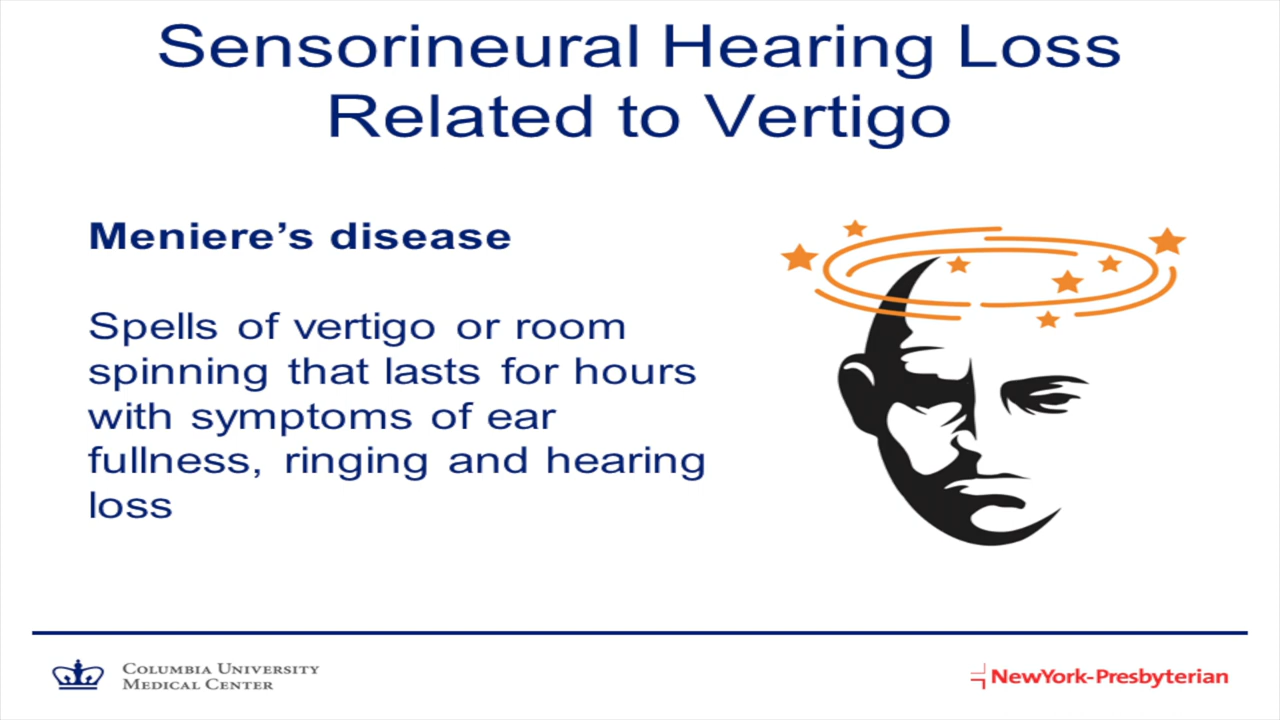 Sensorineural Hearing Loss
Related to Vertigo
Meniere’s disease
Spells of vertigo or room
spinning that lasts for hours
with symptoms of ear
fullness, ringing and hearing
loss
COLUMBIA UNIVERSITY
MEDICAL CENTER
NewYork-Presbyterian